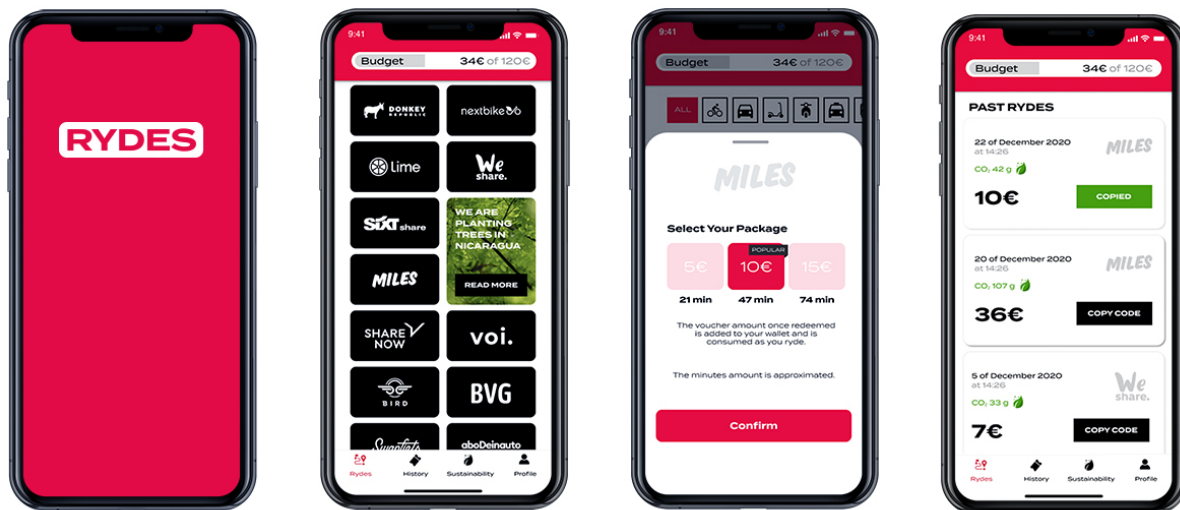 RYDES
9:41
Budget 34€ of 120€
DONKEY
REPUBLIC
nextbike
Lime
We
share.
SIXT share
WE ARE
PLANTING
TREES IN
NICARAGUA
READ MORE
MILES
SHARE
NOW
voi.
BIRD
BVG
aboDeinauto
Rydes History Sustainability Profile
9:41
Budget 34€ of 120€
ALL
MILES
Select Your Package
POPULAR
5€ 10€ 15€
21 min 47 min 74 min
The voucher amount once redeemed
is added to your wallet and is
consumed as you ryde.
The minutes amount is approximated.
Confirm
9:41
Budget 34€ of 120€
PAST RYDES
22 of December 2020
at 14:26
MILES
CO₂ 42 g
10€ COPIED
20 of December 2020
at 14:26
MILES
CO₂ 107 g
36€ COPY CODE
5 of December 2020
at 14:26
We
share.
CO₂ 33 g
7€ COPY CODE
Rydes History Sustainability Profile